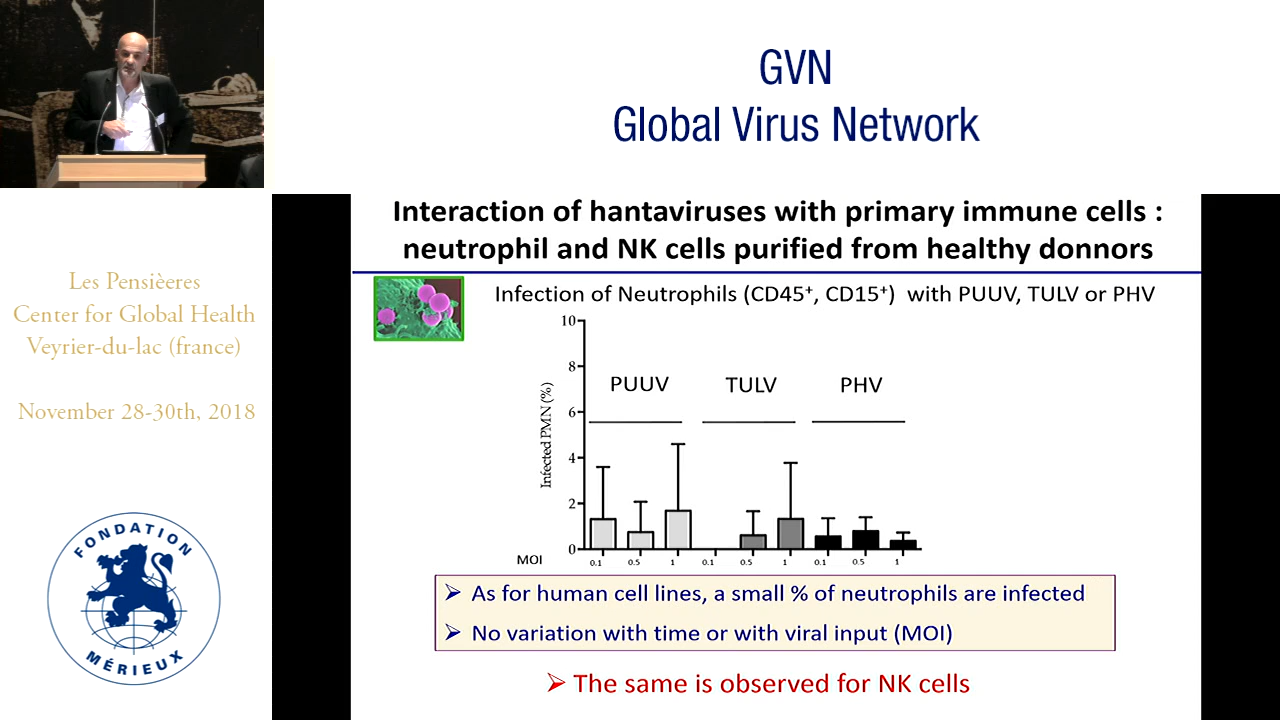 GVN
Global Virus Network
Interaction of hantaviruses with primary immune cells :
neutrophil and NK cells purified from healthy donnors
Les Pensièeres
Center for Global Health
Veyrier-du-lac (france)
November 28-30th, 2018
FONDATION
MÉRIEUX
Infection of Neutrophils (CD45⁺, CD15⁺) with PUUV, TULV or PHV
Infected PMN (%)
10
8
6
4
2
0
PUUV TULV PHV
MOI 0.1 0.5 1 0.1 0.5 1 0.1 0.5 1
➢ As for human cell lines, a small % of neutrophils are infected
➢ No variation with time or with viral input (MOI)
➢ The same is observed for NK cells